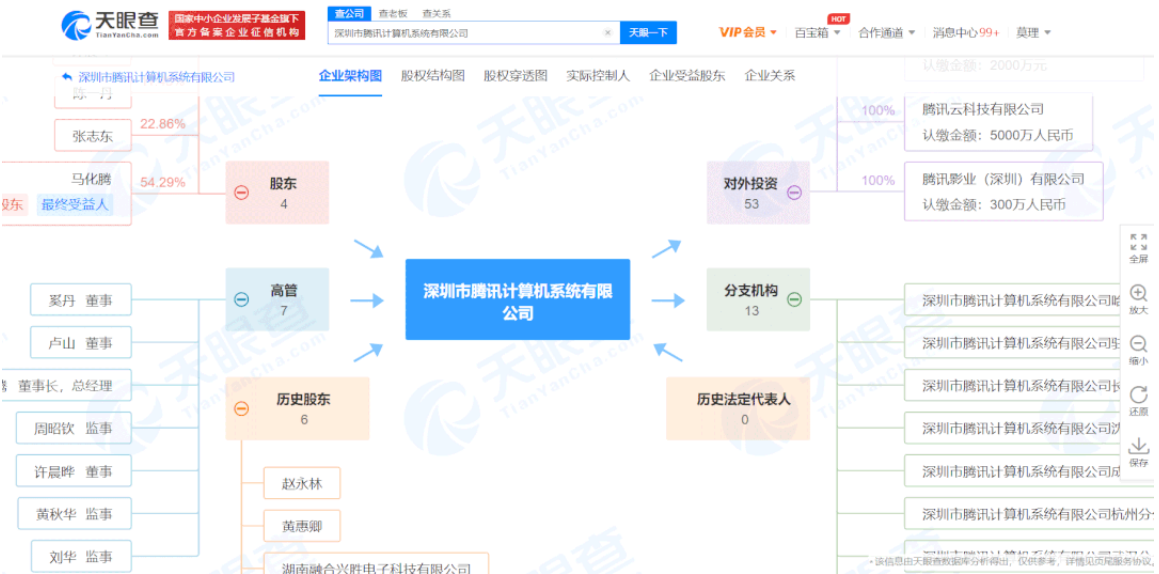 天眼查
TianYanCha.com
国家中小企业发展子基金旗下
官方备案企业征信机构
查公司 查老板 查关系
深圳市腾讯计算机系统有限公司
天眼一下
VIP会员
百宝箱
HOT
合作通道
消息中心99+
莫理
深圳市腾讯计算机系统有限公司
企业架构图 股权结构图 股权穿透图 实际控制人 企业受益股东 企业关系
认缴金额：2000万元
陈一丹
张志东
22.86%
马化腾
54.29%
股东
最终受益人
股东
4
高管
7
奚丹 董事
卢山 董事
董事长，总经理
周昭钦 监事
许晨晔 董事
黄秋华 监事
刘华 监事
历史股东
6
赵永林
黄惠卿
湖南融合兴胜电子科技有限公司
深圳市腾讯计算机系统有限公司
对外投资
53
100%
腾讯云科技有限公司
认缴金额：5000万人民币
100%
腾讯影业（深圳）有限公司
认缴金额：300万人民币
分支机构
13
深圳市腾讯计算机系统有限公司
深圳市腾讯计算机系统有限公司驻
深圳市腾讯计算机系统有限公司长
深圳市腾讯计算机系统有限公司沈
深圳市腾讯计算机系统有限公司成
深圳市腾讯计算机系统有限公司杭州分
历史法定代表人
0
全屏
放大
缩小
还原
保存
该信息由天眼查数据库分析得出，仅供参考，详情见页尾服务协议